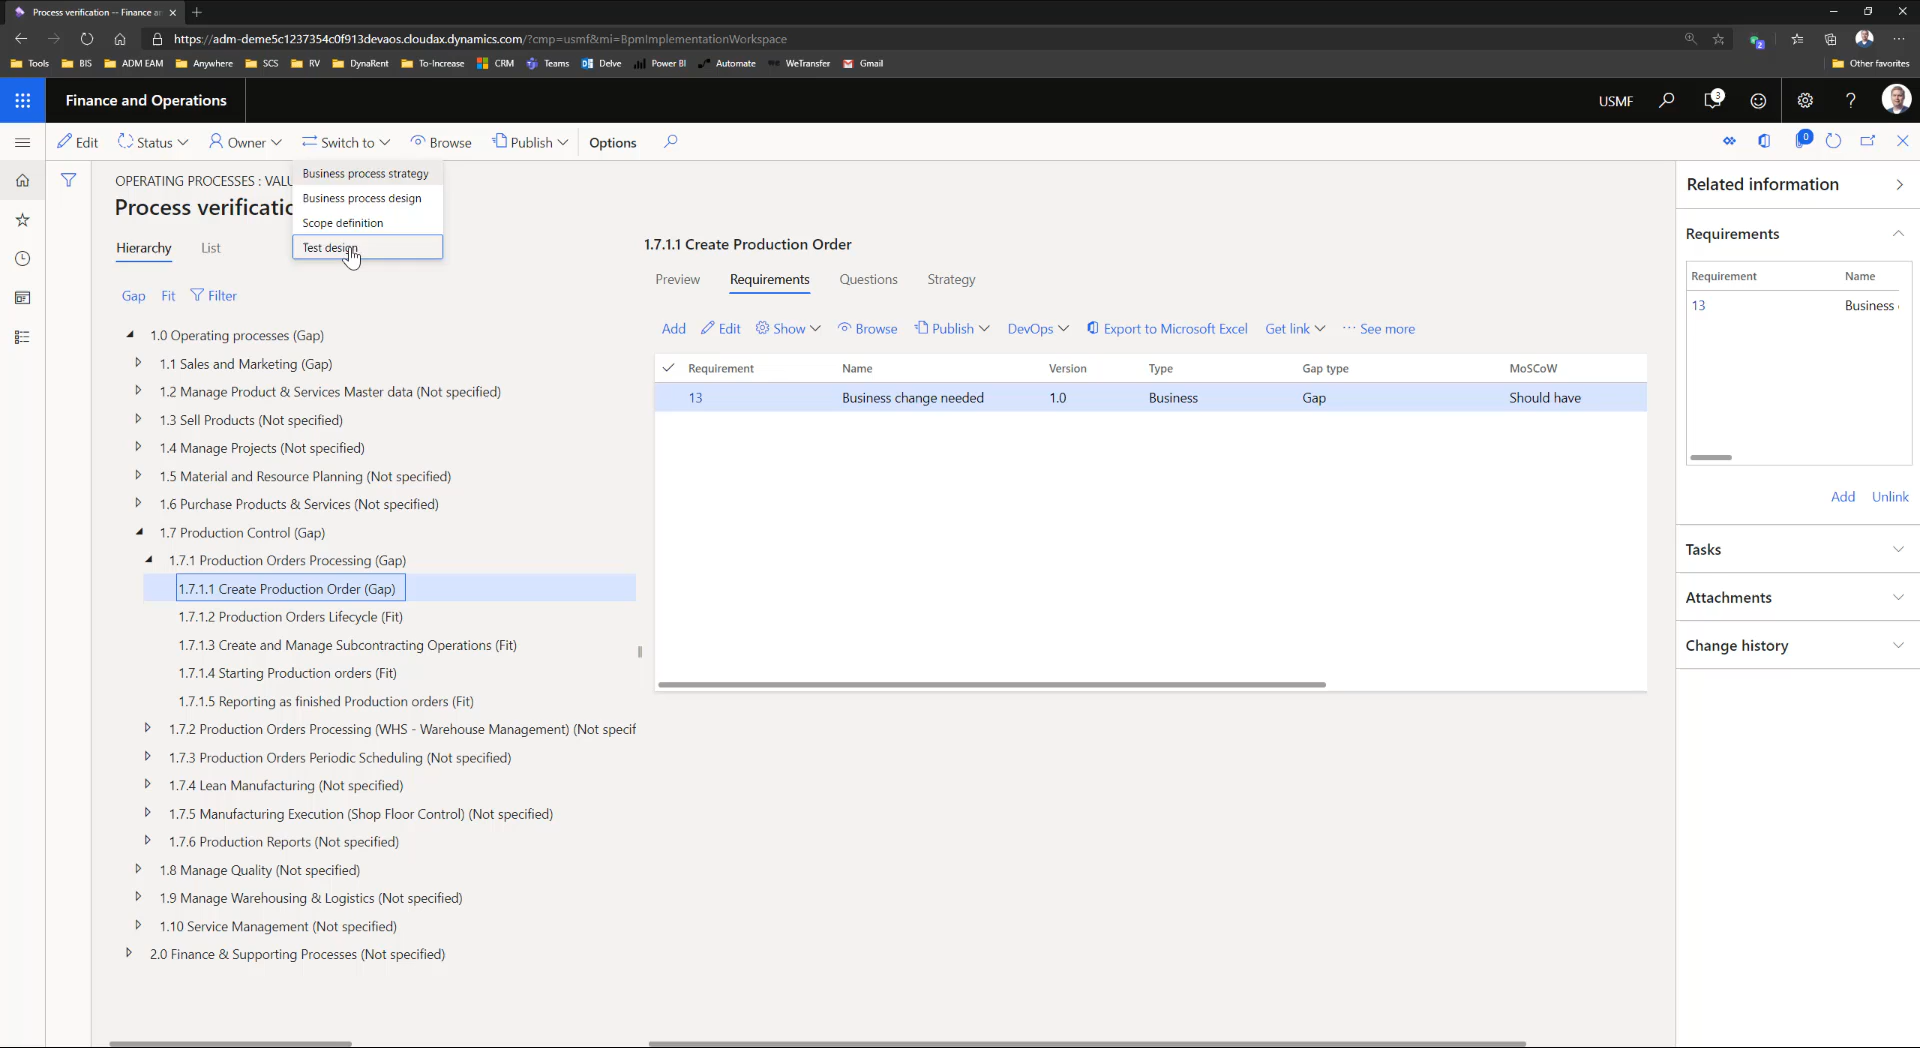 Process verification -- Finance an
https://adm-deme5c1237354c0f913devaos.cloudax.dynamics.com/?cmp=usmf&mi=BpmImplementationWorkspace
Tools BIS ADM EAM Anywhere SCS RV DynaRent To-Increase CRM Teams Delve Power BI Automate WeTransfer Gmail Other favorites
Finance and Operations USMF 3 ?
Edit Status Owner Switch to Browse Publish Options 0
Business process strategy
Business process design
Scope definition
Test design
OPERATING PROCESSES : VALU
Process verificatio
Hierarchy List
Gap Fit Filter
1.0 Operating processes (Gap)
1.1 Sales and Marketing (Gap)
1.2 Manage Product & Services Master data (Not specified)
1.3 Sell Products (Not specified)
1.4 Manage Projects (Not specified)
1.5 Material and Resource Planning (Not specified)
1.6 Purchase Products & Services (Not specified)
1.7 Production Control (Gap)
1.7.1 Production Orders Processing (Gap)
1.7.1.1 Create Production Order (Gap)
1.7.1.2 Production Orders Lifecycle (Fit)
1.7.1.3 Create and Manage Subcontracting Operations (Fit)
1.7.1.4 Starting Production orders (Fit)
1.7.1.5 Reporting as finished Production orders (Fit)
1.7.2 Production Orders Processing (WHS - Warehouse Management) (Not specif
1.7.3 Production Orders Periodic Scheduling (Not specified)
1.7.4 Lean Manufacturing (Not specified)
1.7.5 Manufacturing Execution (Shop Floor Control) (Not specified)
1.7.6 Production Reports (Not specified)
1.8 Manage Quality (Not specified)
1.9 Manage Warehousing & Logistics (Not specified)
1.10 Service Management (Not specified)
2.0 Finance & Supporting Processes (Not specified)
1.7.1.1 Create Production Order
Preview Requirements Questions Strategy
Add Edit Show Browse Publish DevOps Export to Microsoft Excel Get link ··· See more
Requirement Name Version Type Gap type MoSCoW
13 Business change needed 1.0 Business Gap Should have
Related information
Requirements
Requirement Name
13 Business
Add Unlink
Tasks
Attachments
Change history